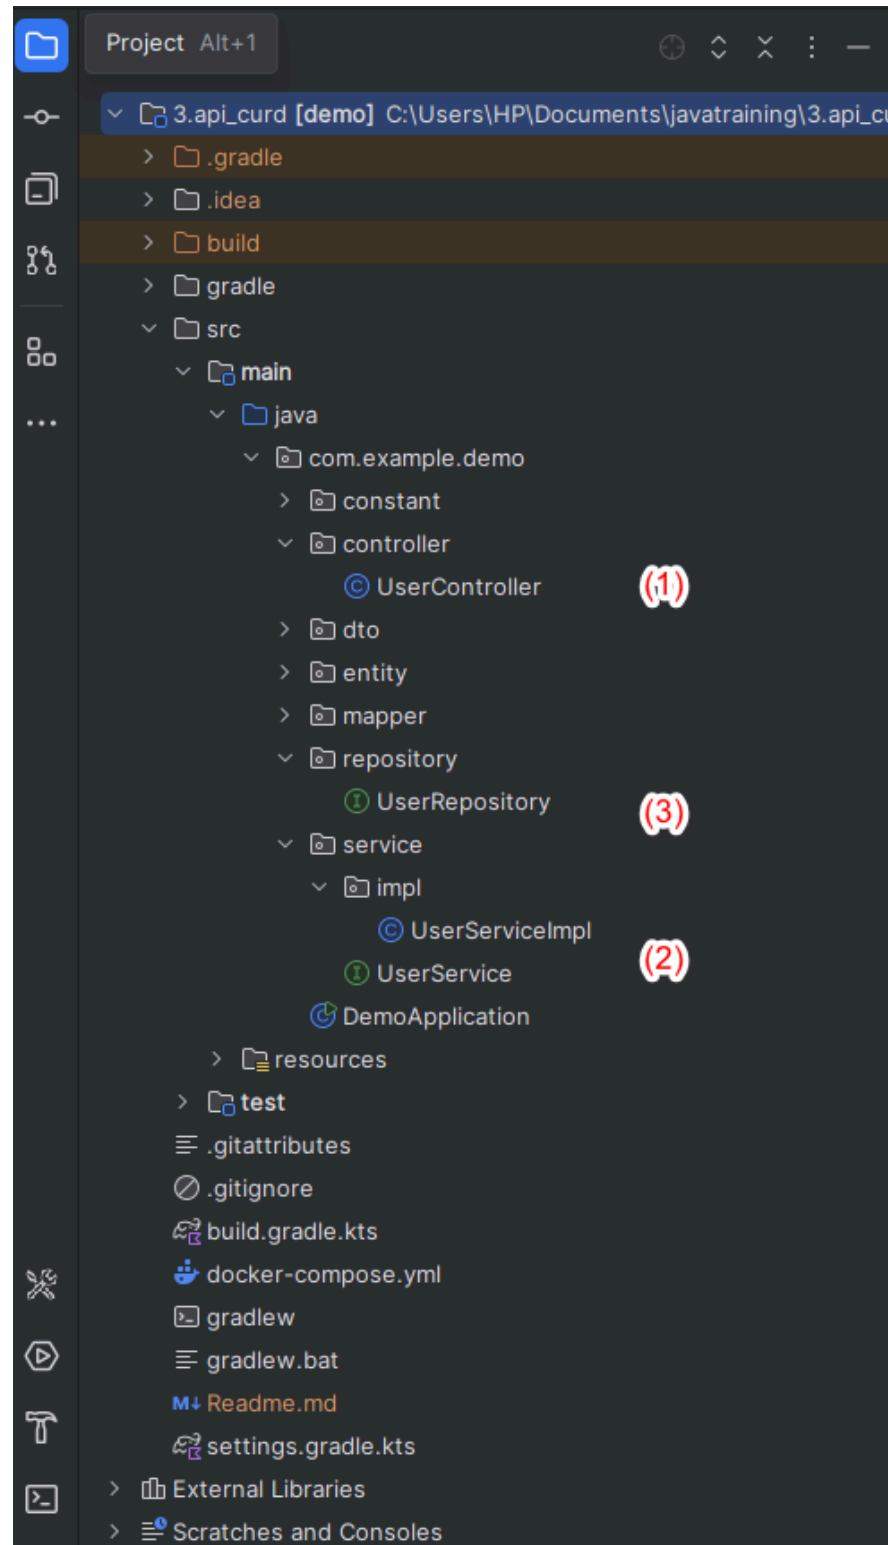 Project Alt+1
3.api_curd [demo] C:\Users\HP\Documents\javatraining\3.api_cu
.gradle
.idea
build
gradle
src
main
java
com.example.demo
constant
controller
UserController (1)
dto
entity
mapper
repository
UserRepository (3)
service
impl
UserServiceImpl
UserService (2)
DemoApplication
resources
test
.gitattributes
.gitignore
build.gradle.kts
docker-compose.yml
gradlew
gradlew.bat
M↓ Readme.md
settings.gradle.kts
External Libraries
Scratches and Consoles